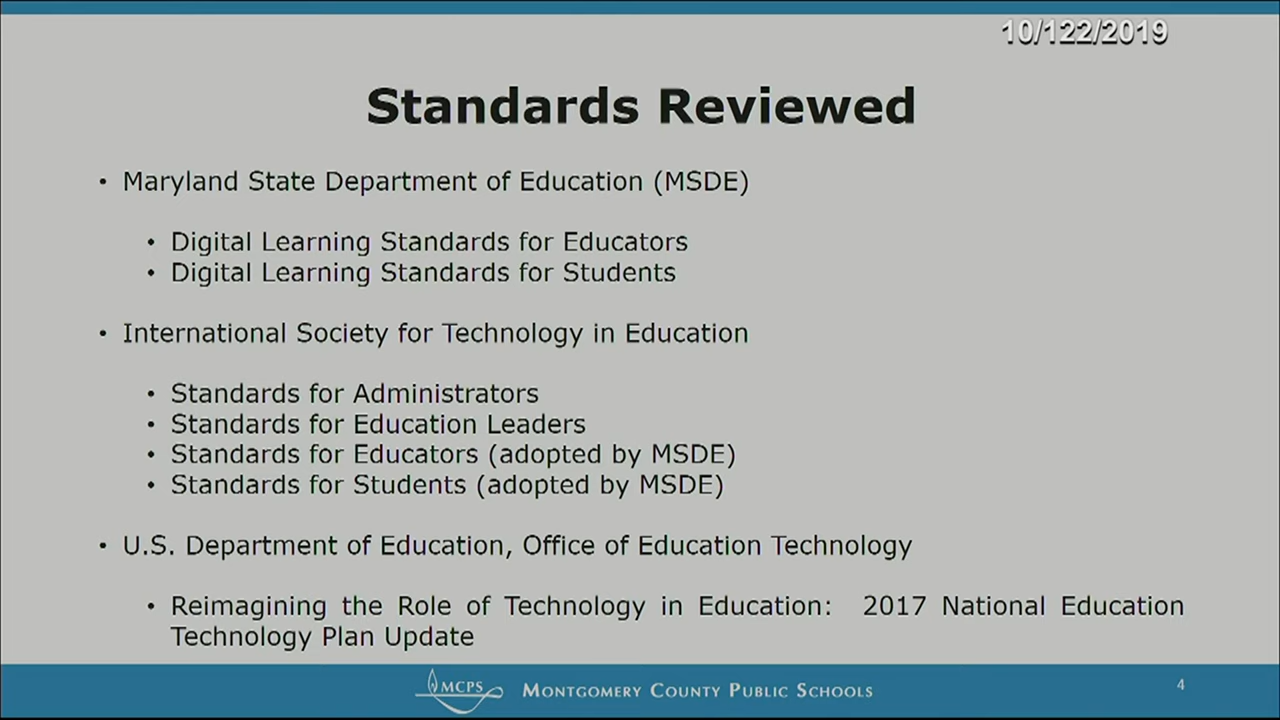 10/122/2019
Standards Reviewed
• Maryland State Department of Education (MSDE)
• Digital Learning Standards for Educators
• Digital Learning Standards for Students
• International Society for Technology in Education
• Standards for Administrators
• Standards for Education Leaders
• Standards for Educators (adopted by MSDE)
• Standards for Students (adopted by MSDE)
• U.S. Department of Education, Office of Education Technology
• Reimagining the Role of Technology in Education: 2017 National Education
Technology Plan Update
MCPS MONTGOMERY COUNTY PUBLIC SCHOOLS
4